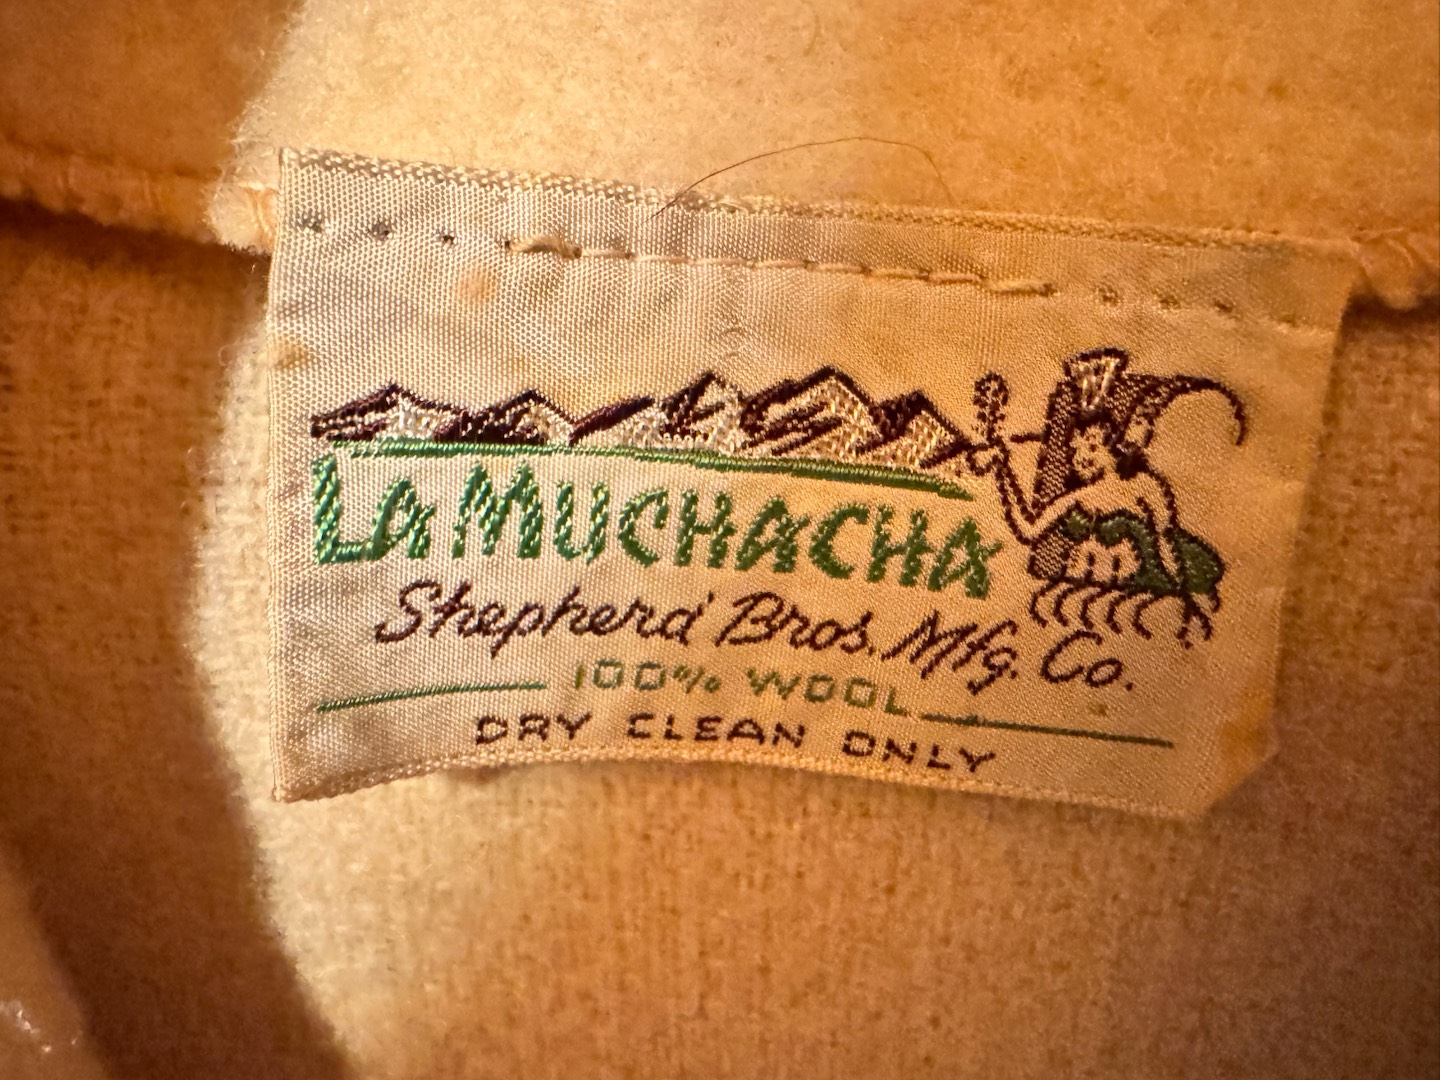 La MUCHACHA
Shepherd Bros. Mfg. Co.
100% WOOL
DRY CLEAN ONLY